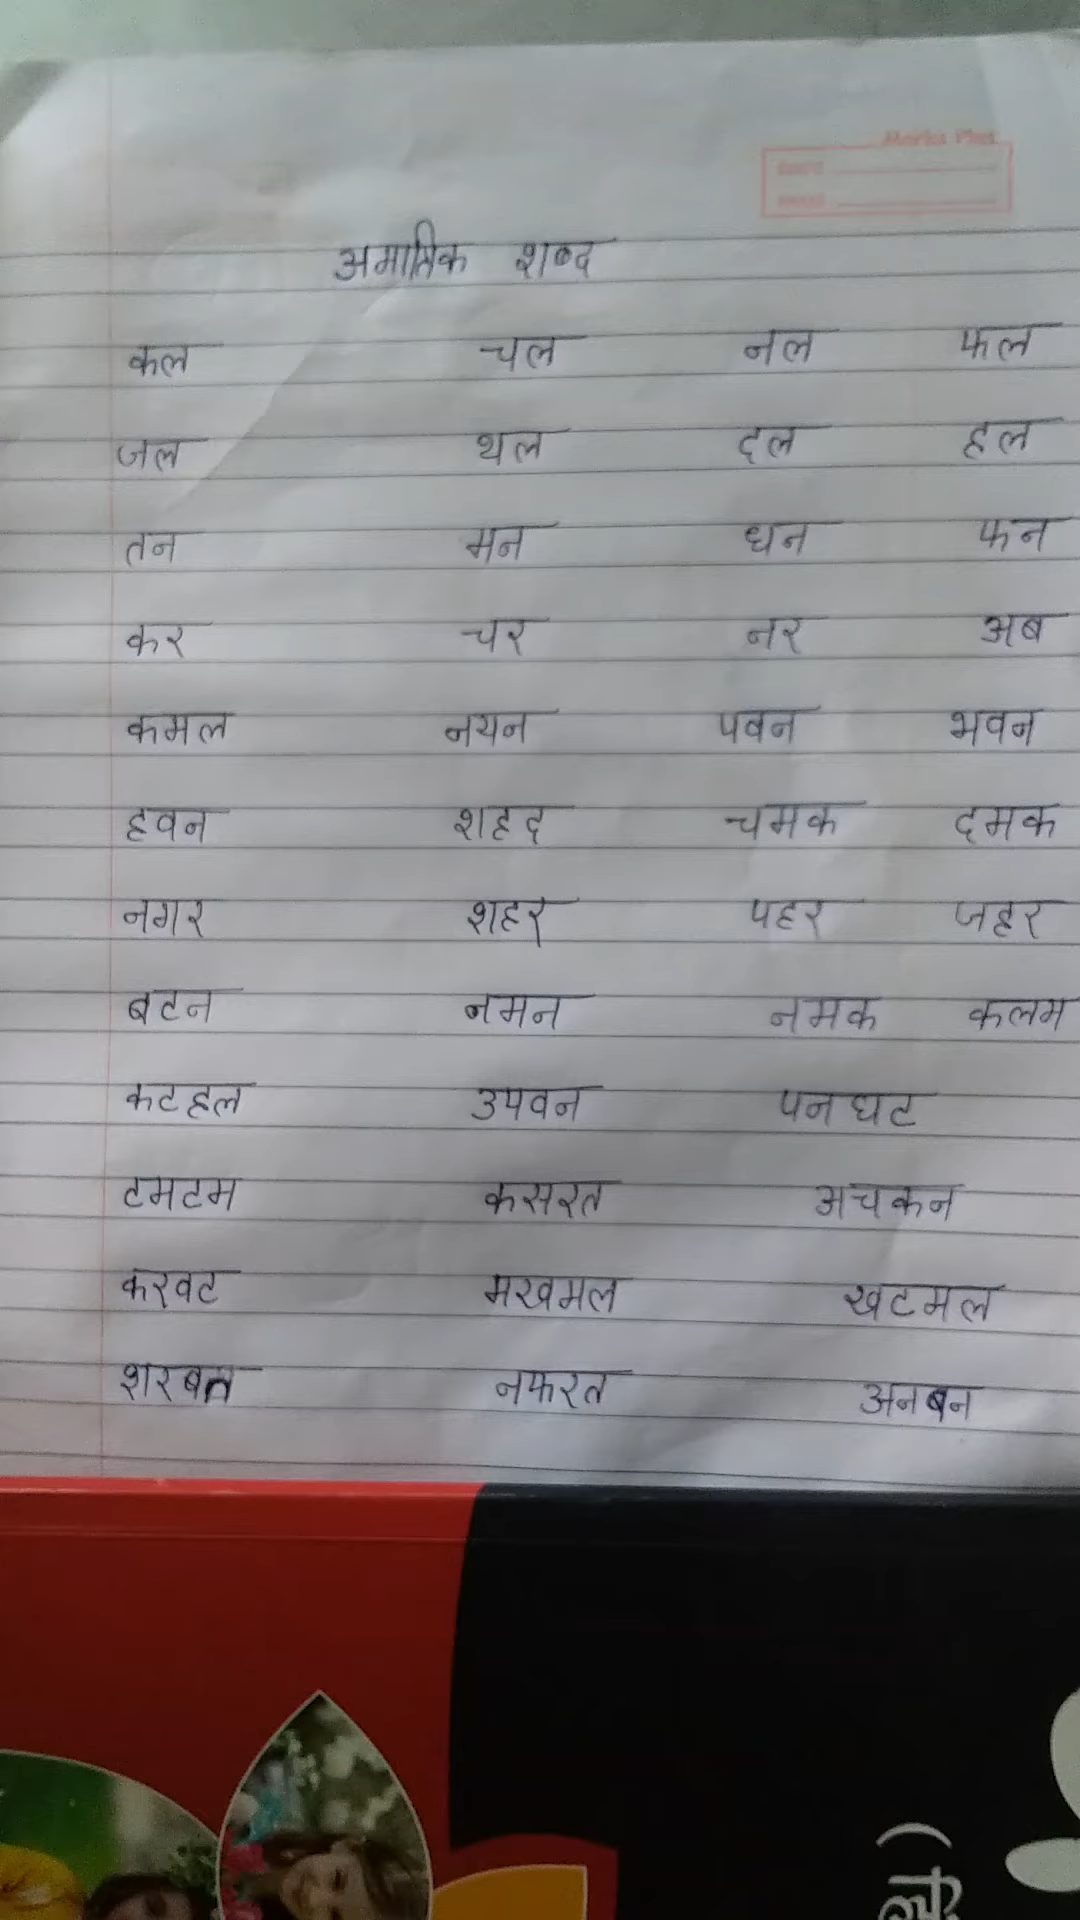 अमात्रिक शब्द
कल चल नल फल
जल थल दल हल
तन मन धन फन
कर चर नर अब
कमल नयन पवन भवन
हवन शहद चमक दमक
नगर शहर पहर जहर
बटन नमन नमक कलम
कटहल उपवन पनघट
टमटम कसरत अचकन
करवट मखमल खटमल
शरबत नफरत अनबन